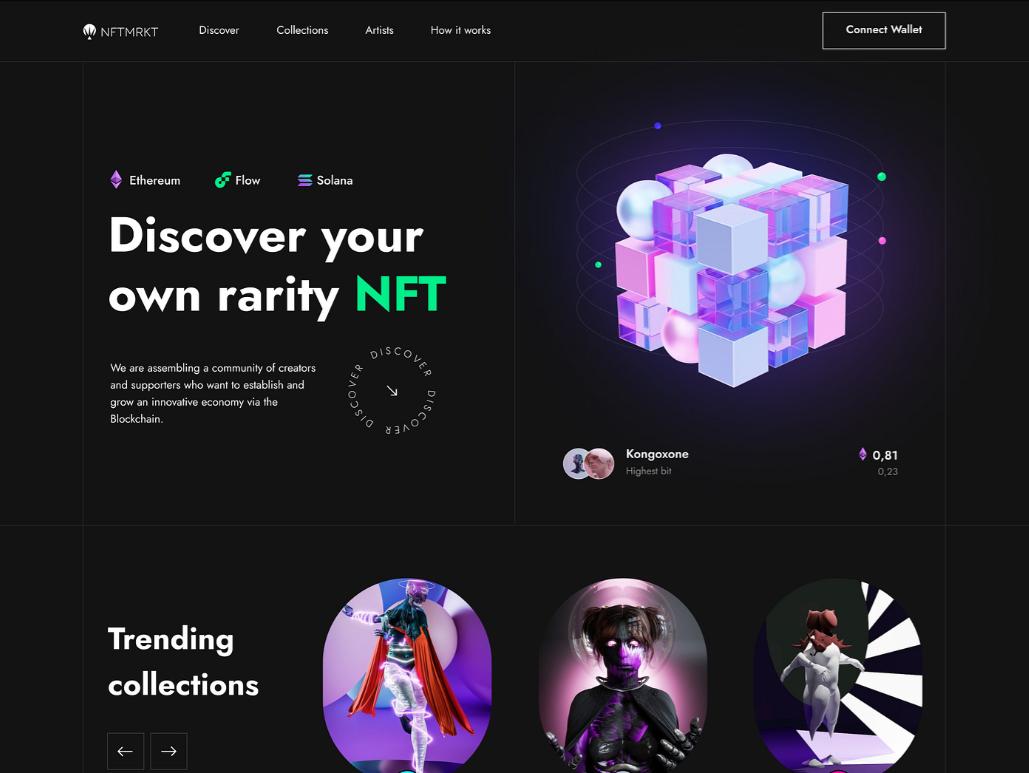 NFTMRKT
Discover
Collections
Artists
How it works
Connect Wallet
Ethereum
Flow
Solana
Discover your
own rarity NFT
We are assembling a community of creators
and supporters who want to establish and
grow an innovative economy via the
Blockchain.
DISCOVER DISCOVER DISCOVER
Kongoxone
Highest bit
0,81
0,23
Trending
collections